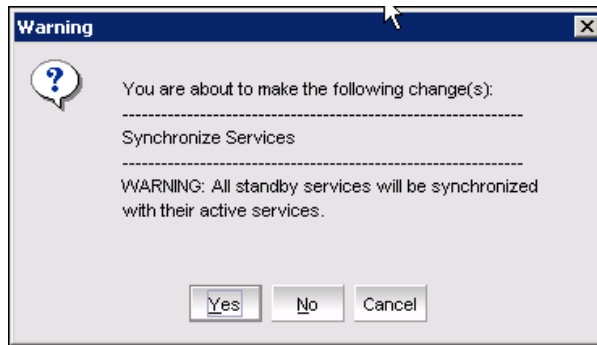 Warning
You are about to make the following change(s):
--------------------------------------------------------------------
Synchronize Services
--------------------------------------------------------------------
WARNING: All standby services will be synchronized
with their active services.
Yes No Cancel